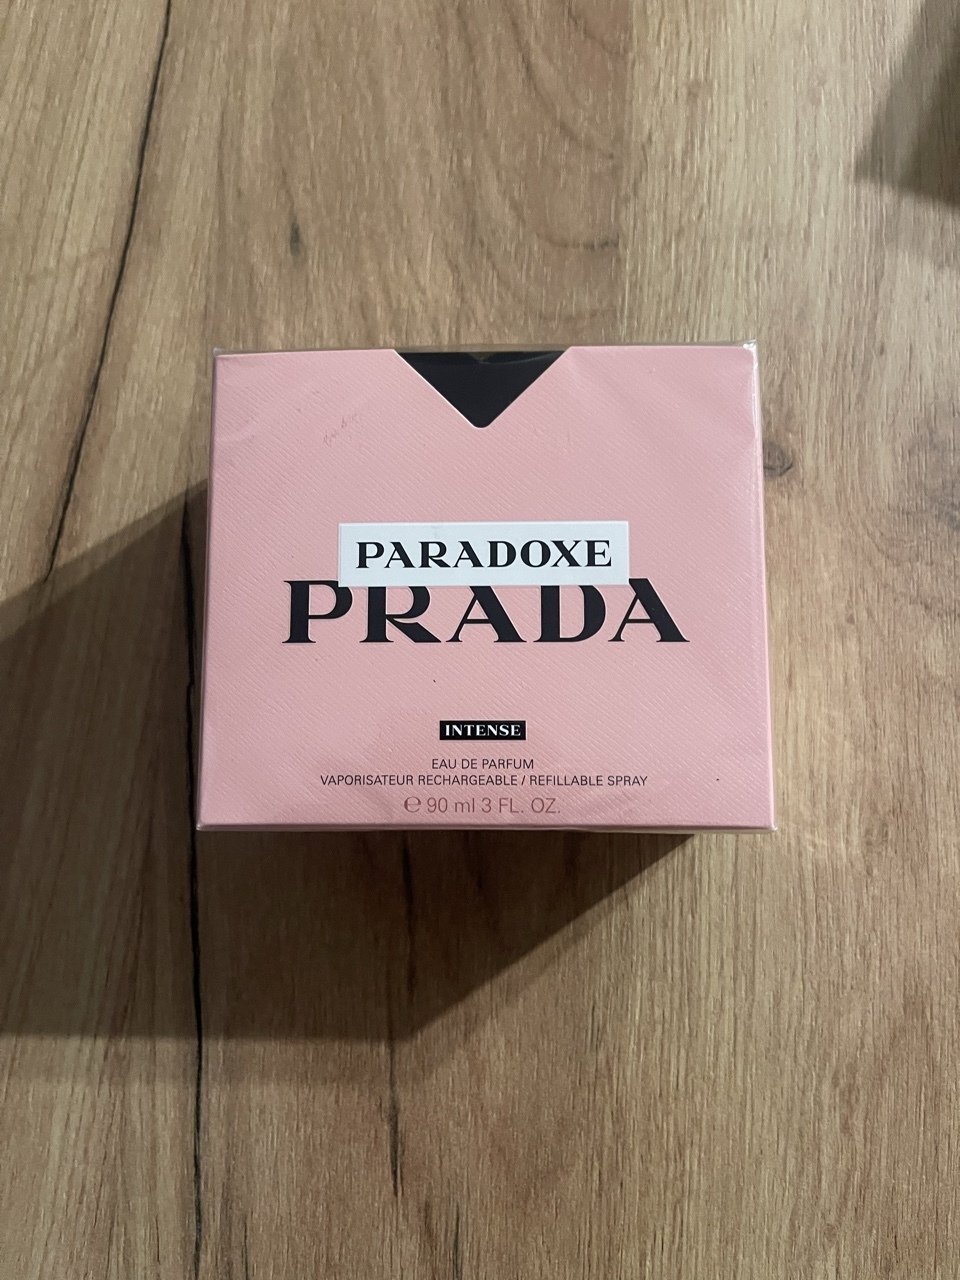 PARADOXE
PRADA
INTENSE
EAU DE PARFUM
VAPORISATEUR RECHARGEABLE / REFILLABLE SPRAY
℮ 90 ml 3 FL. OZ.